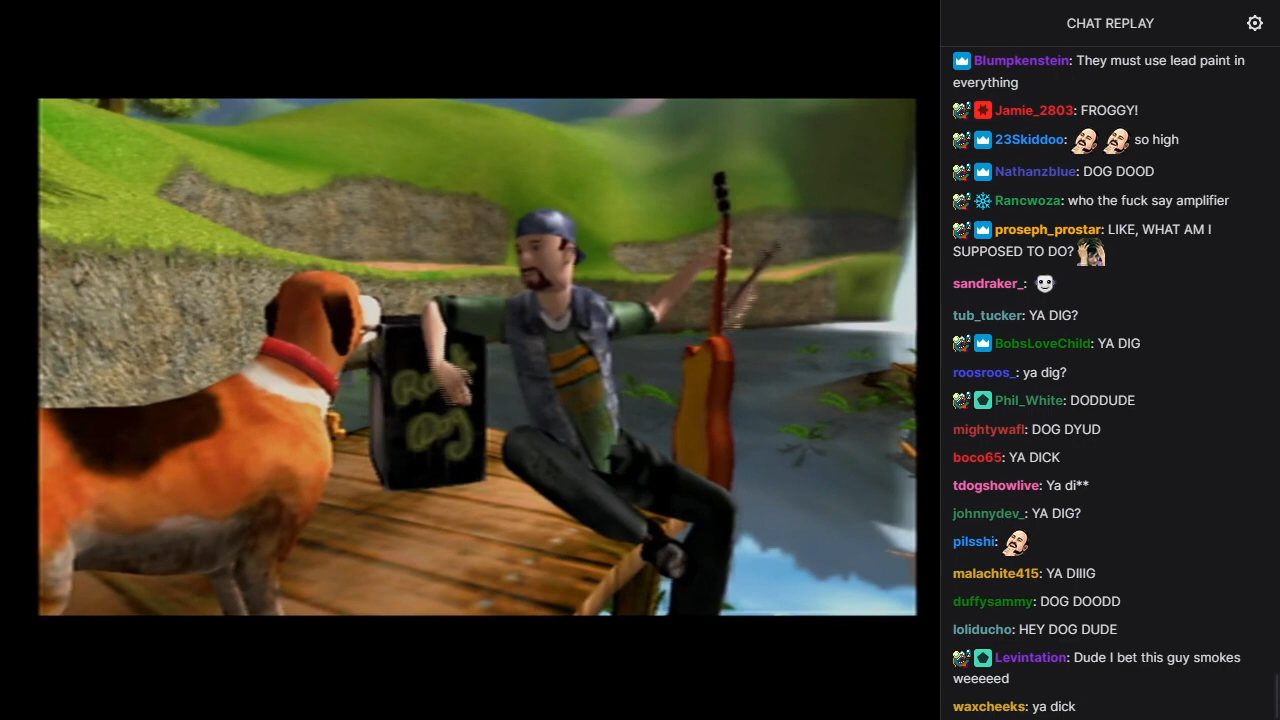 Rock
Dog
CHAT REPLAY
Blumpkenstein: They must use lead paint in
everything
Jamie_2803: FROGGY!
23Skiddoo: so high
Nathanzblue: DOG DOOD
Rancwoza: who the fuck say amplifier
proseph_prostar: LIKE, WHAT AM I
SUPPOSED TO DO?
sandraker_:
tub_tucker: YA DIG?
BobsLoveChild: YA DIG
roosroos_: ya dig?
Phil_White: DODDUDE
mightywafl: DOG DYUD
boco65: YA DICK
tdogshowlive: Ya di**
johnnydev_: YA DIG?
pilsshi:
malachite415: YA DIIIG
duffysammy: DOG DOODD
loliducho: HEY DOG DUDE
Levintation: Dude I bet this guy smokes
weeeeed
waxcheeks: ya dick